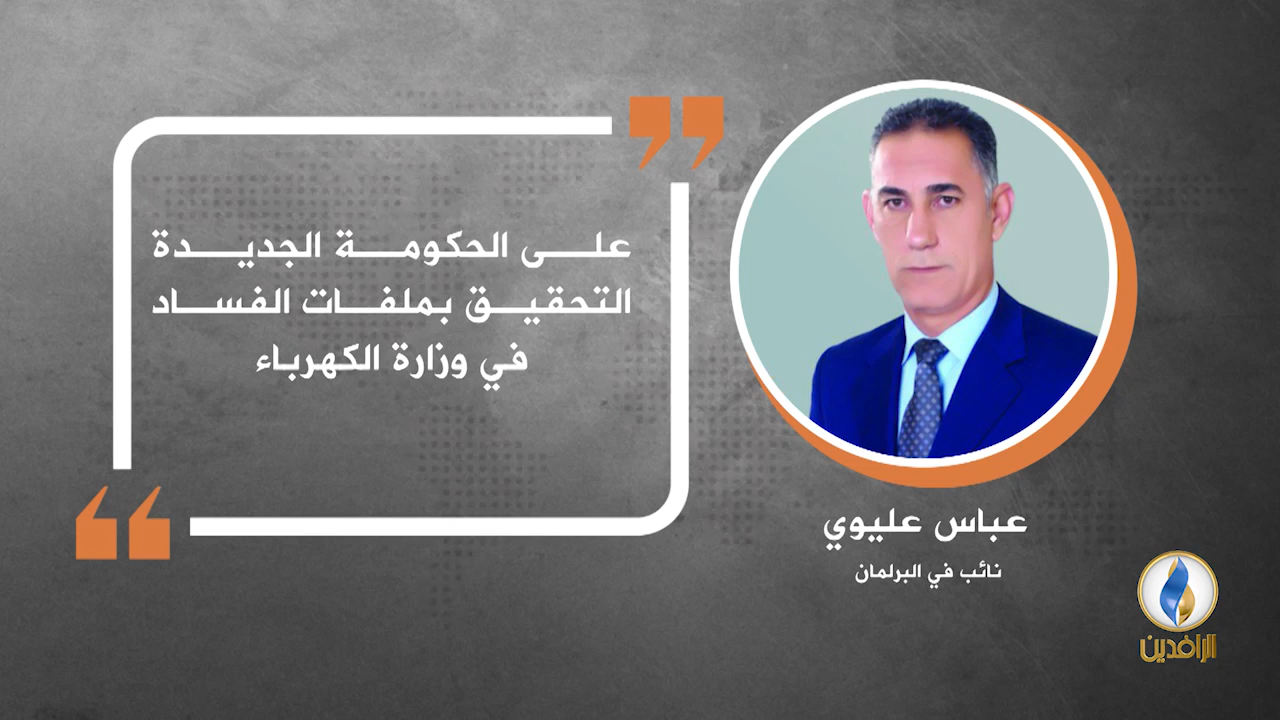 على الحكومة الجديدة
التحقيق بملفات الفساد
في وزارة الكهرباء
عباس عليوي
نائب في البرلمان
الرافدين